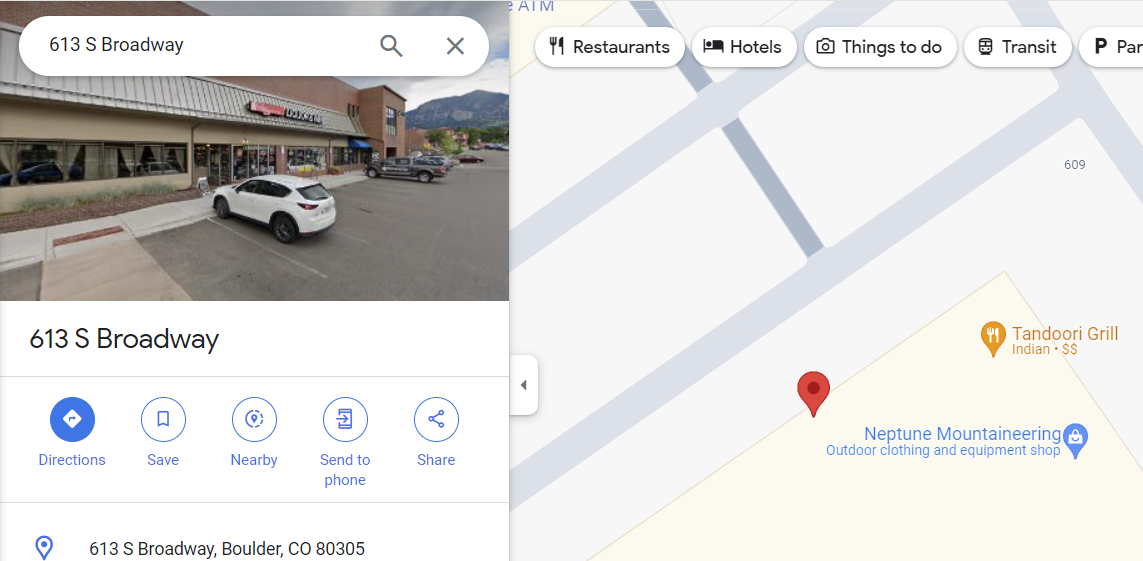 e ATM
613 S Broadway
Restaurants
Hotels
Things to do
Transit
P Par
LIQUOR
609
613 S Broadway
Tandoori Grill
Indian • $$
Neptune Mountaineering
Outdoor clothing and equipment shop
Directions
Save
Nearby
Send to
phone
Share
613 S Broadway, Boulder, CO 80305